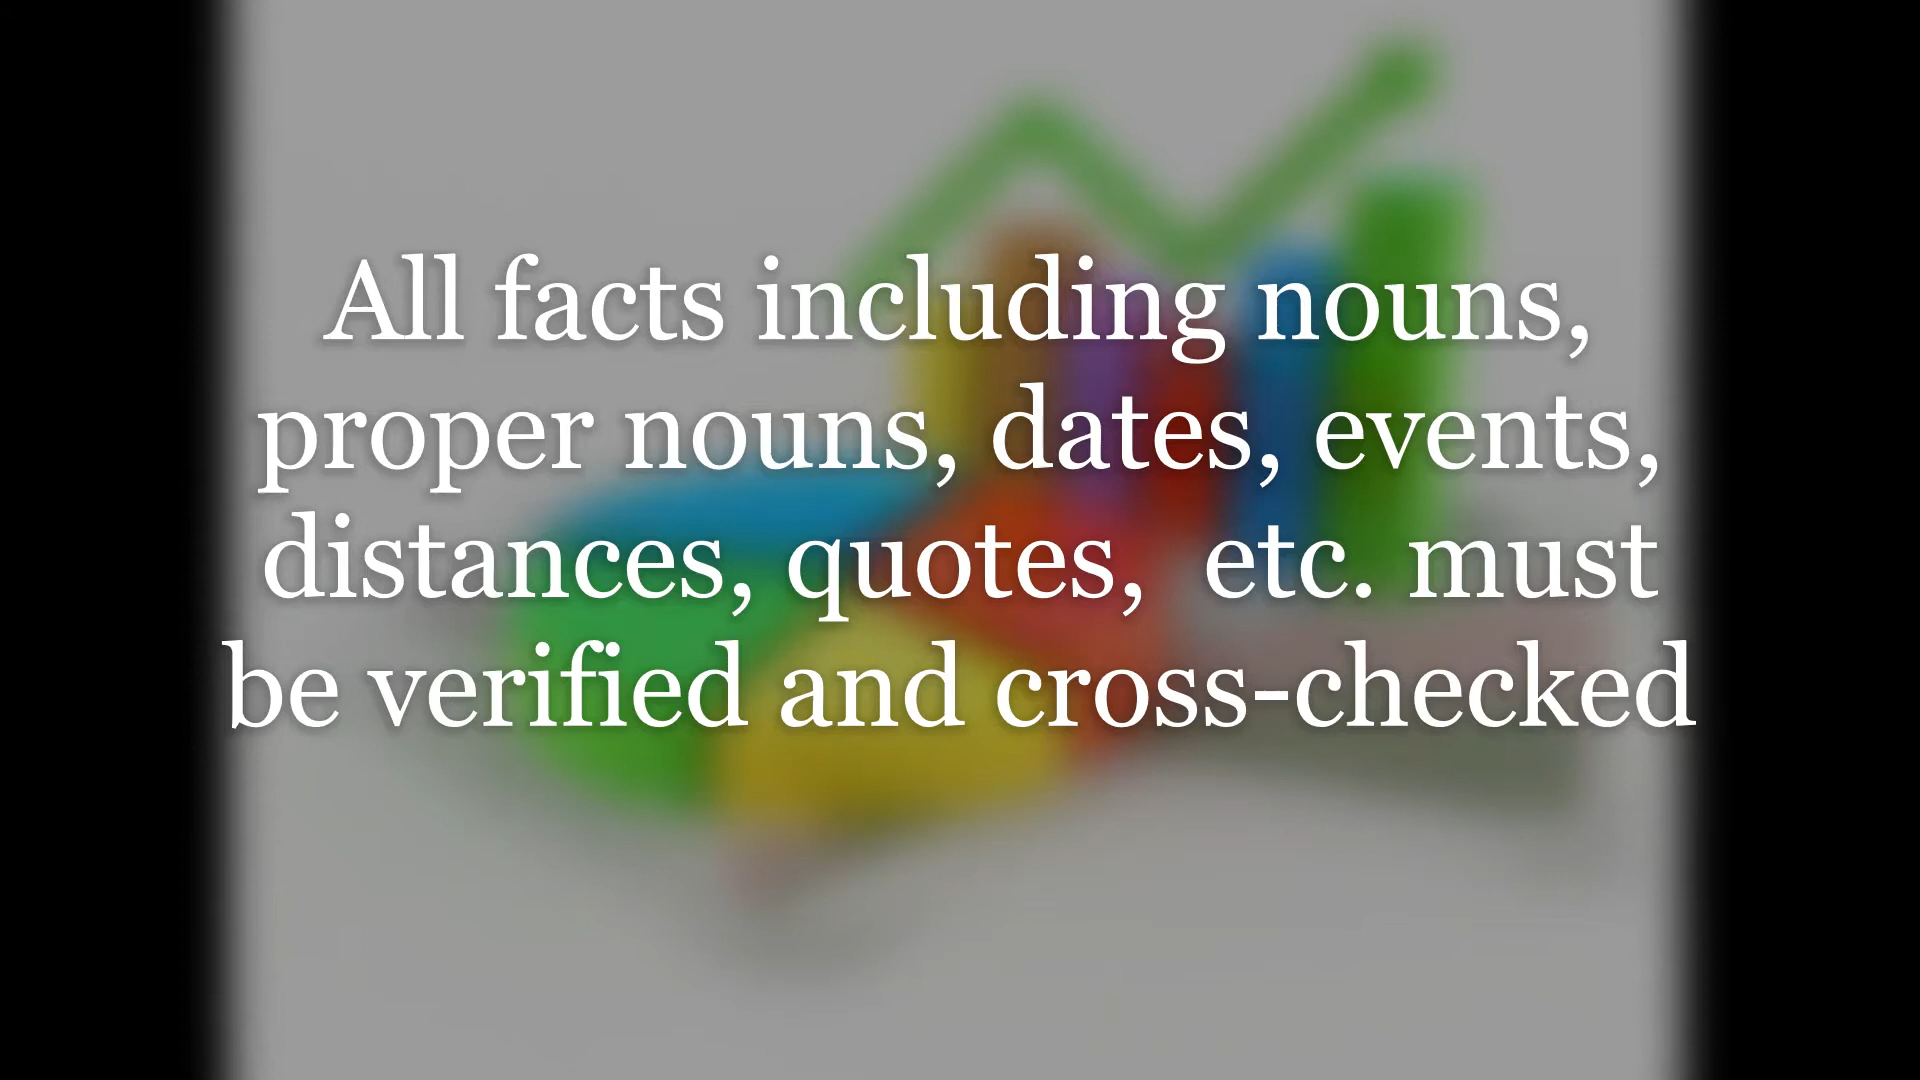 All facts including nouns,
proper nouns, dates, events,
distances, quotes,  etc. must
be verified and cross-checked